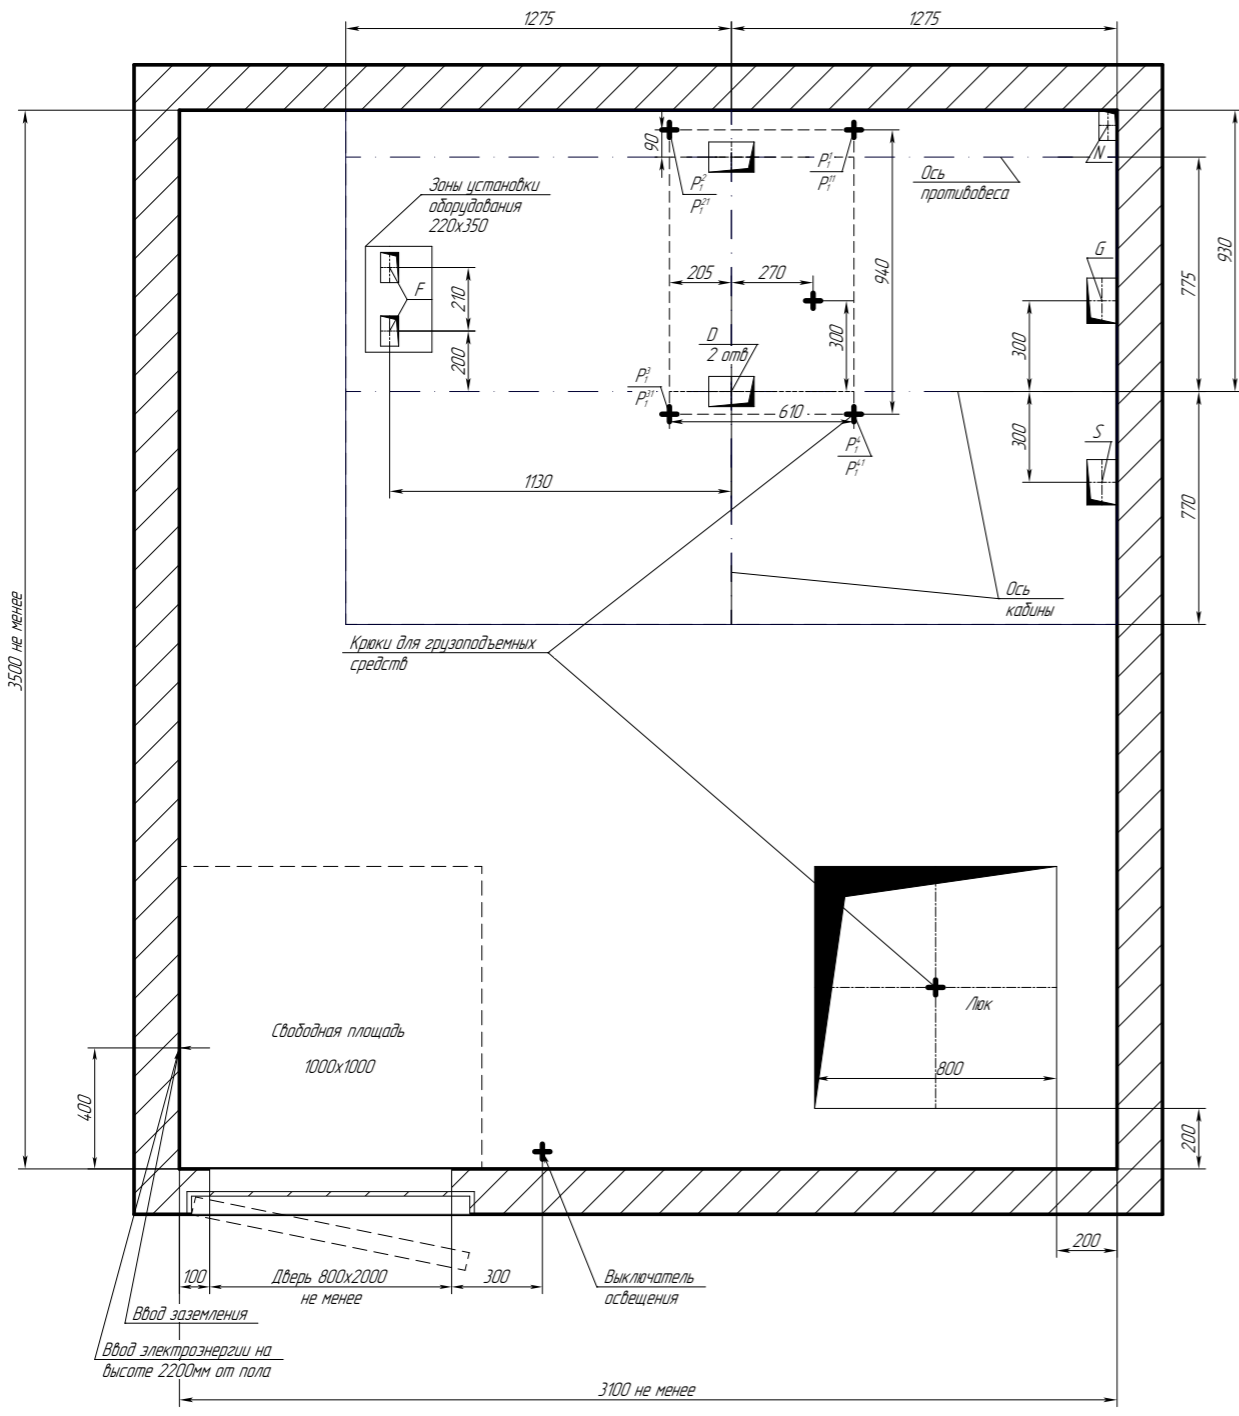 1275
1275
90
P₁²
P₁²¹
P₁¹
P₁¹¹
Ось
противовеса
N
Зоны установки
оборудования
220х350
F
210
200
205
270
940
300
D
2 отв
G
300
775
930
P₁³
P₁³¹
610
P₁⁴
P₁⁴¹
300
S
1130
770
Ось
кабины
Крюки для грузоподъемных
средств
3500 не менее
Свободная площадь
1000х1000
Люк
800
400
200
200
100
Дверь 800х2000
не менее
300
Выключатель
освещения
Ввод заземления
Ввод электроэнергии на
высоте 2200мм от пола
3100 не менее